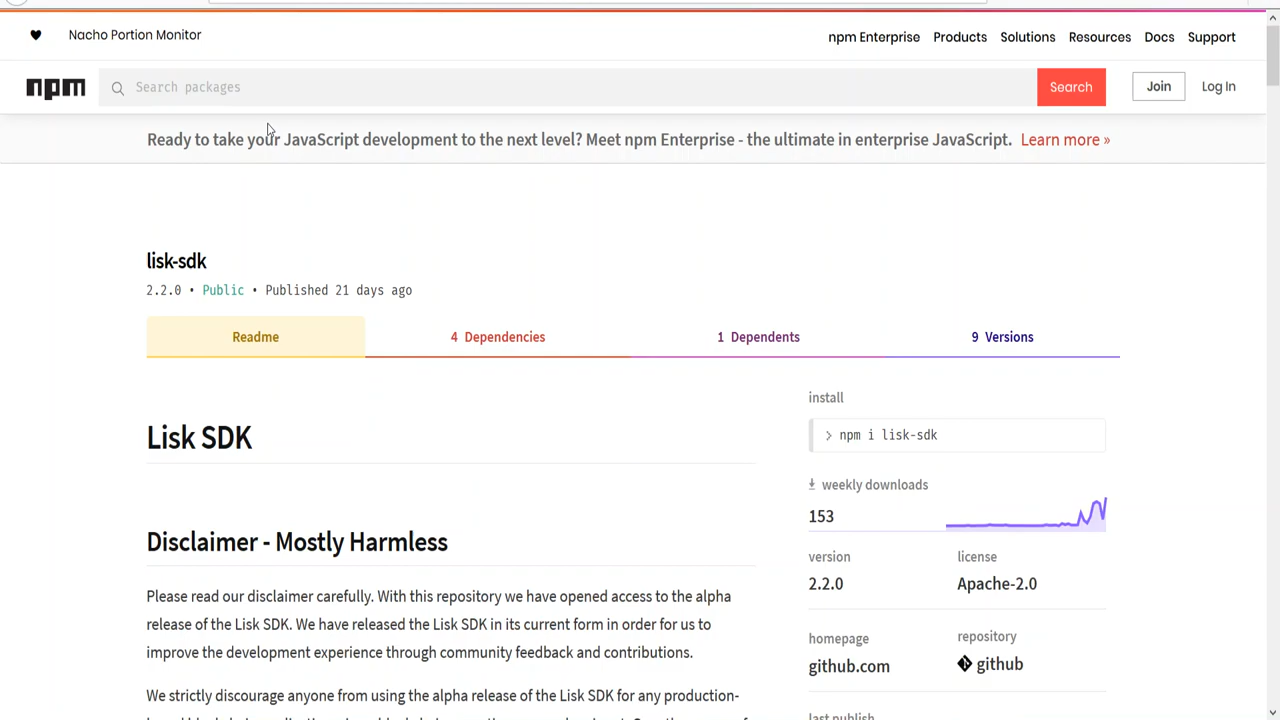 Nacho Portion Monitor
npm Enterprise Products Solutions Resources Docs Support
npm Search packages Search Join Log In
Ready to take your JavaScript development to the next level? Meet npm Enterprise - the ultimate in enterprise JavaScript. Learn more »
lisk-sdk
2.2.0 • Public • Published 21 days ago
Readme 4 Dependencies 1 Dependents 9 Versions
Lisk SDK
Disclaimer - Mostly Harmless
Please read our disclaimer carefully. With this repository we have opened access to the alpha
release of the Lisk SDK. We have released the Lisk SDK in its current form in order for us to
improve the development experience through community feedback and contributions.
We strictly discourage anyone from using the alpha release of the Lisk SDK for any production-
install
> npm i lisk-sdk
weekly downloads
153
version license
2.2.0 Apache-2.0
homepage repository
github.com github
last publish